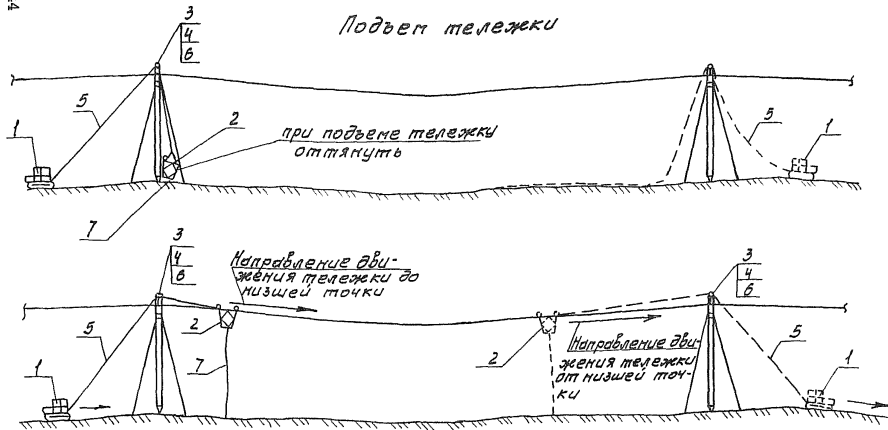 Подъем тележки
3
4
6
5
2
при подъеме тележку
оттянуть
1
7
5
1
3
4
6
Направление дви-
жения тележки до
низшей точки
5
2
7
1
3
4
6
2
Направление дви-
жения тележки
от низшей точ-
ки
5
1